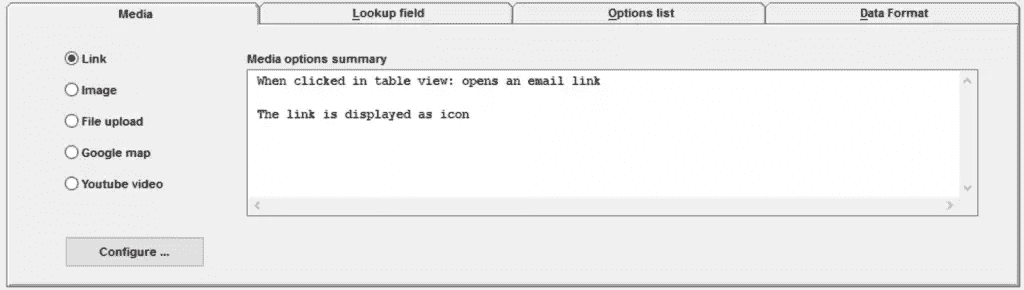 Media
Lookup field
Options list
Data Format
Link
Image
File upload
Google map
Youtube video
Configure ...
Media options summary
When clicked in table view: opens an email link
The link is displayed as icon